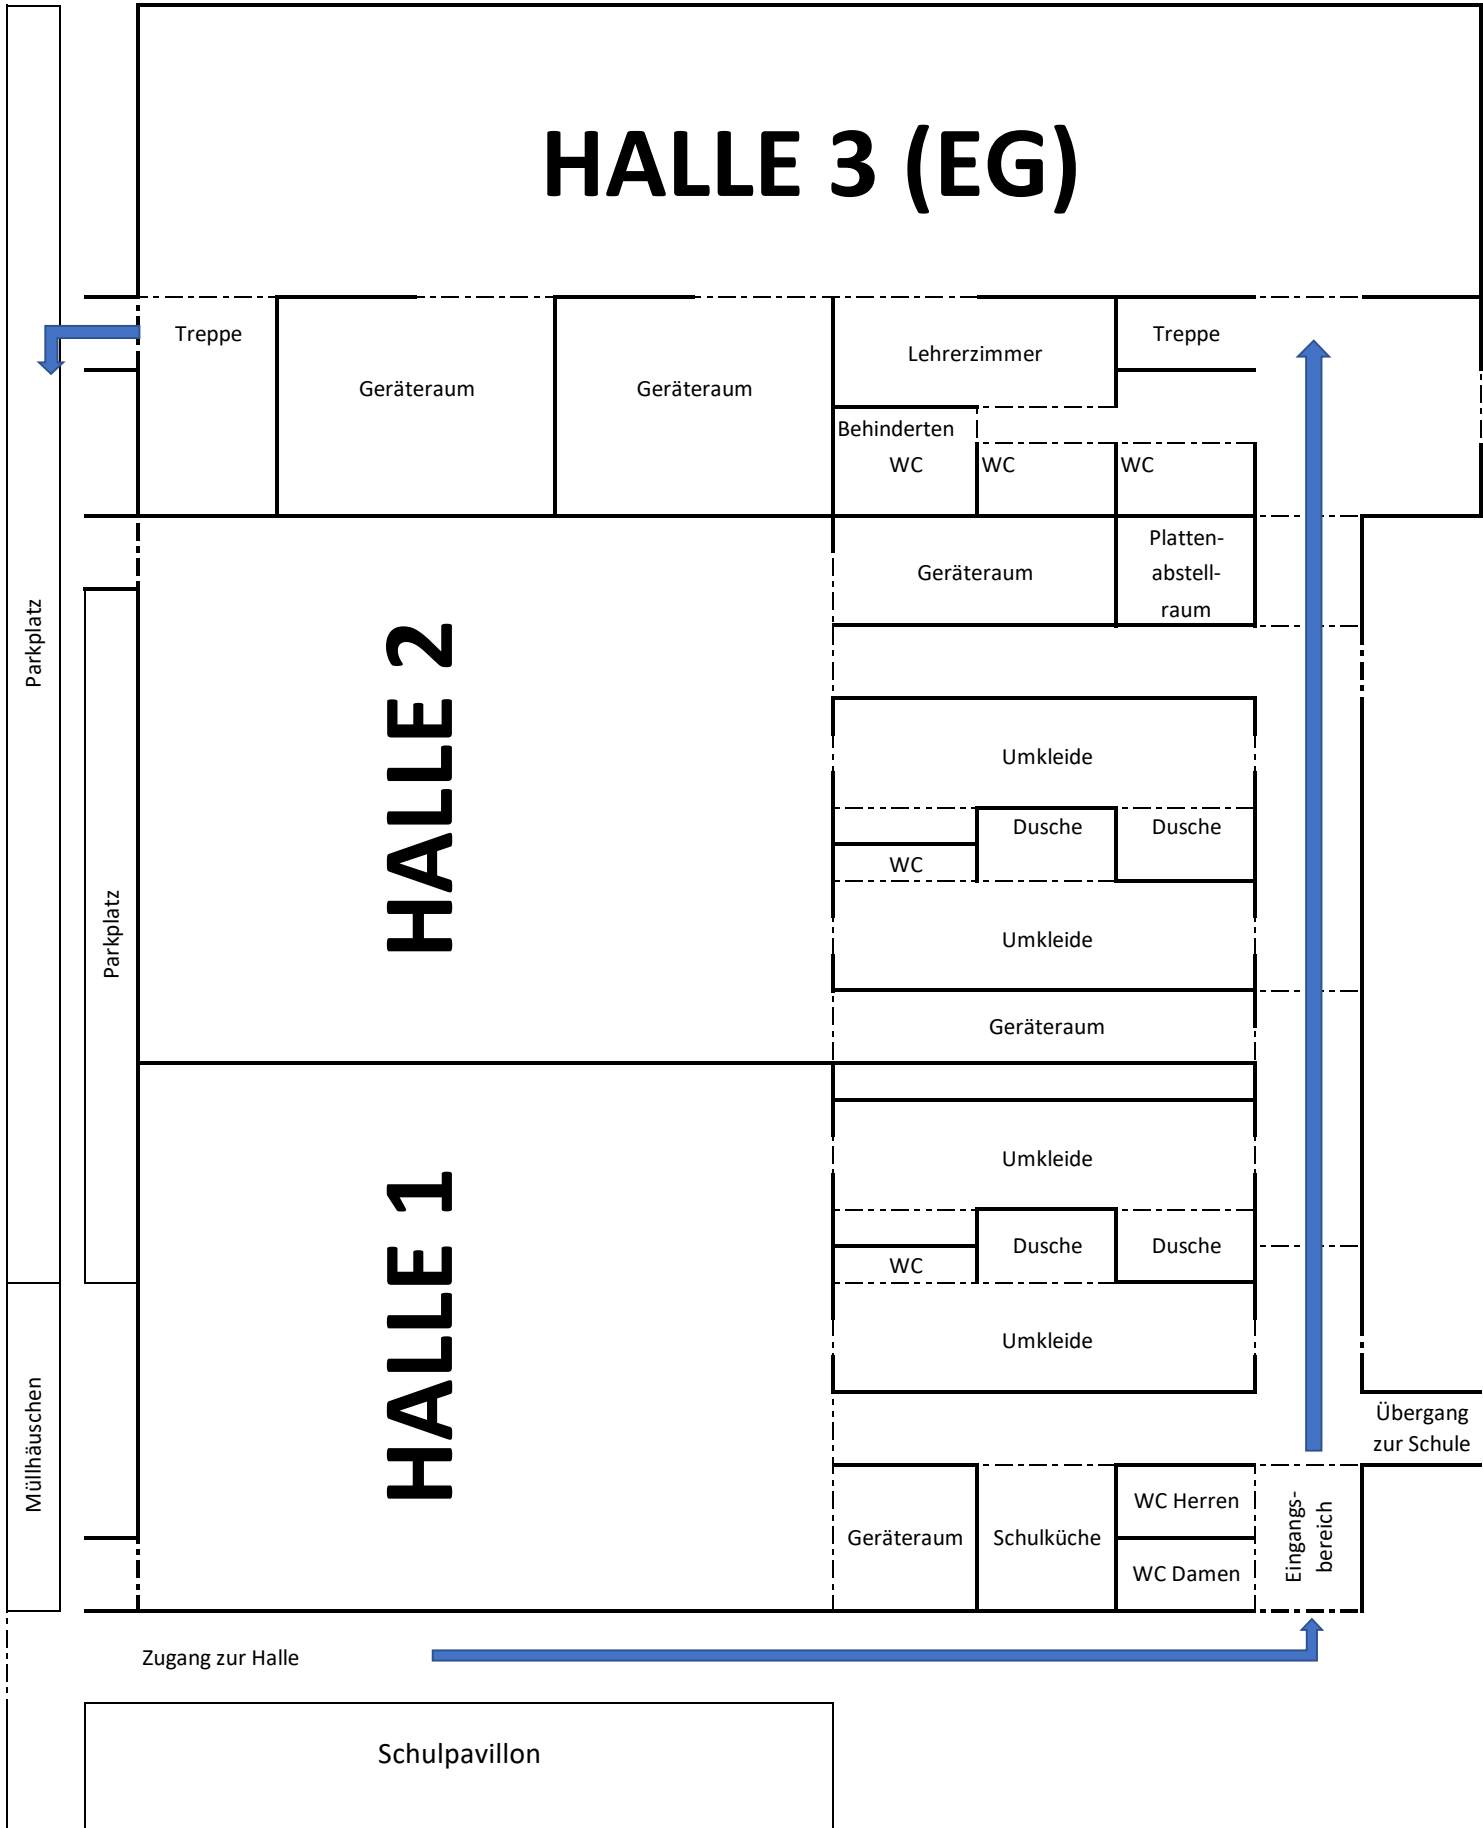 HALLE 3 (EG)
Treppe
Geräteraum
Geräteraum
Lehrerzimmer
Treppe
Behinderten
WC
WC
WC
Geräteraum
Platten-
abstell-
raum
Parkplatz
HALLE 2
Umkleide
Dusche
Dusche
WC
Parkplatz
Umkleide
Geräteraum
HALLE 1
Umkleide
Dusche
Dusche
WC
Umkleide
Müllhäuschen
Übergang
zur Schule
Geräteraum
Schulküche
WC Herren
WC Damen
Eingangs-
bereich
Zugang zur Halle
Schulpavillon